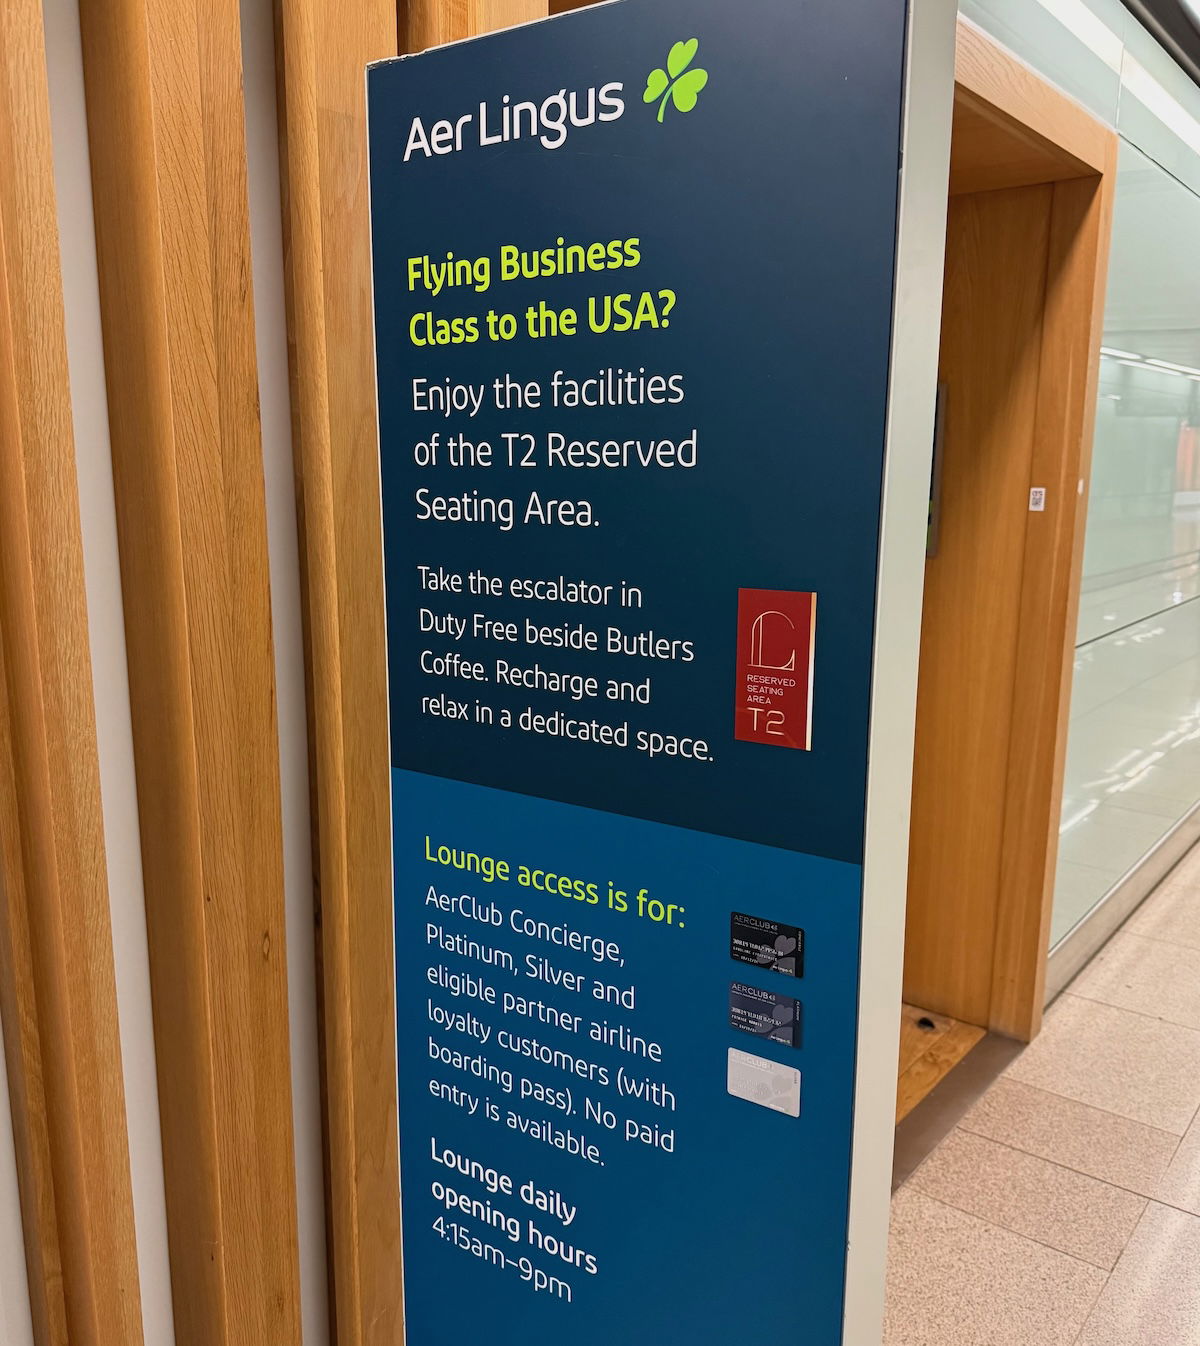 Aer Lingus
Flying Business
Class to the USA?
Enjoy the facilities
of the T2 Reserved
Seating Area.
Take the escalator in
Duty Free beside Butlers
Coffee. Recharge and
relax in a dedicated space.
RESERVED
SEATING
AREA
T2
Lounge access is for:
AerClub Concierge,
Platinum, Silver and
eligible partner airline
loyalty customers (with
boarding pass). No paid
entry is available.
AERCLUB
AERCLUB
AERCLUB
Lounge daily
opening hours
4:15am–9pm